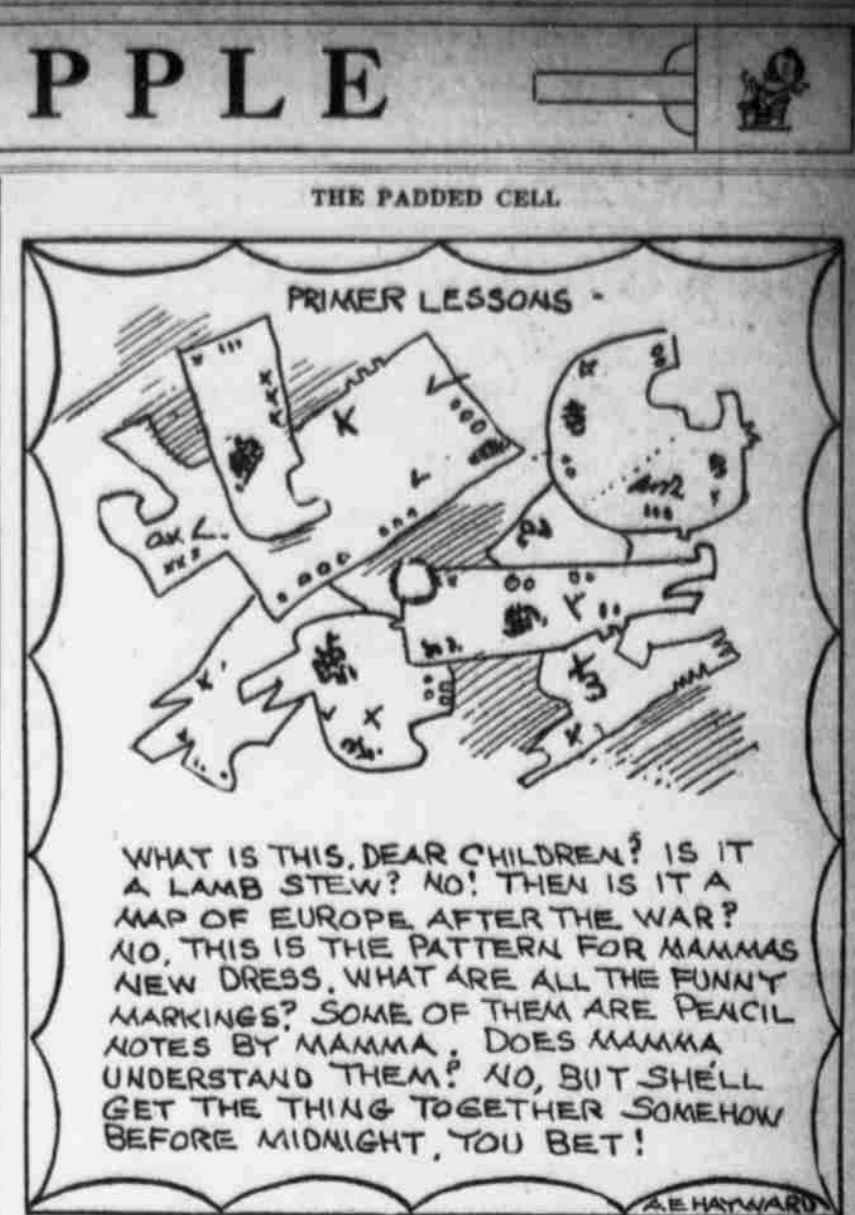 PPLE
THE PADDED CELL
PRIMER LESSONS -
WHAT IS THIS, DEAR CHILDREN? IS IT
A LAMB STEW? NO! THEN IS IT A
MAP OF EUROPE AFTER THE WAR?
NO, THIS IS THE PATTERN FOR MAMMAS
NEW DRESS. WHAT ARE ALL THE FUNNY
MARKINGS? SOME OF THEM ARE PENCIL
NOTES BY MAMMA. DOES MAMMA
UNDERSTAND THEM? NO, BUT SHE'LL
GET THE THING TOGETHER SOMEHOW
BEFORE MIDNIGHT, YOU BET!
A.E HAYWARD